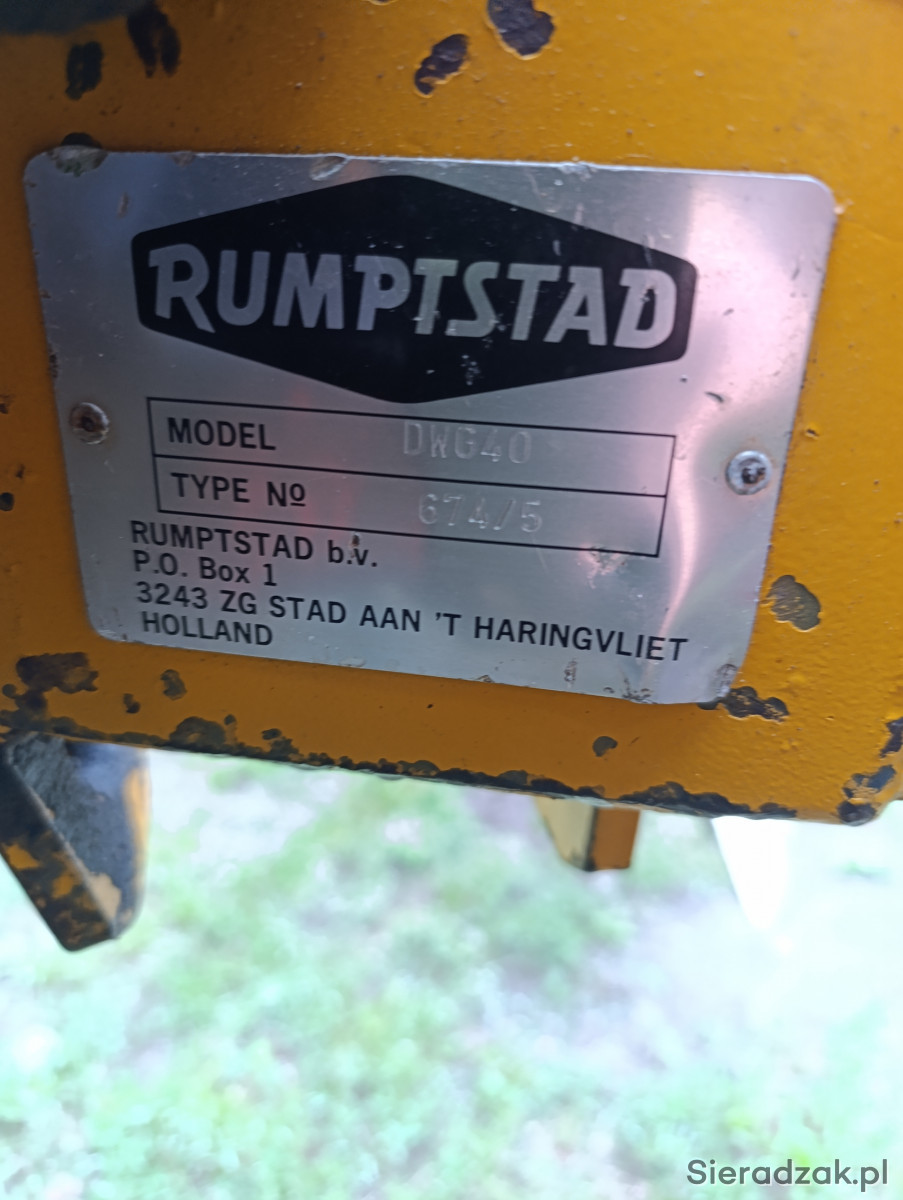 RUMPTSTAD
MODEL DWG40
TYPE Nº 674/5
RUMPTSTAD b.v.
P.O. Box 1
3243 ZG STAD AAN 'T HARINGVLIET
HOLLAND
Sieradzak.pl